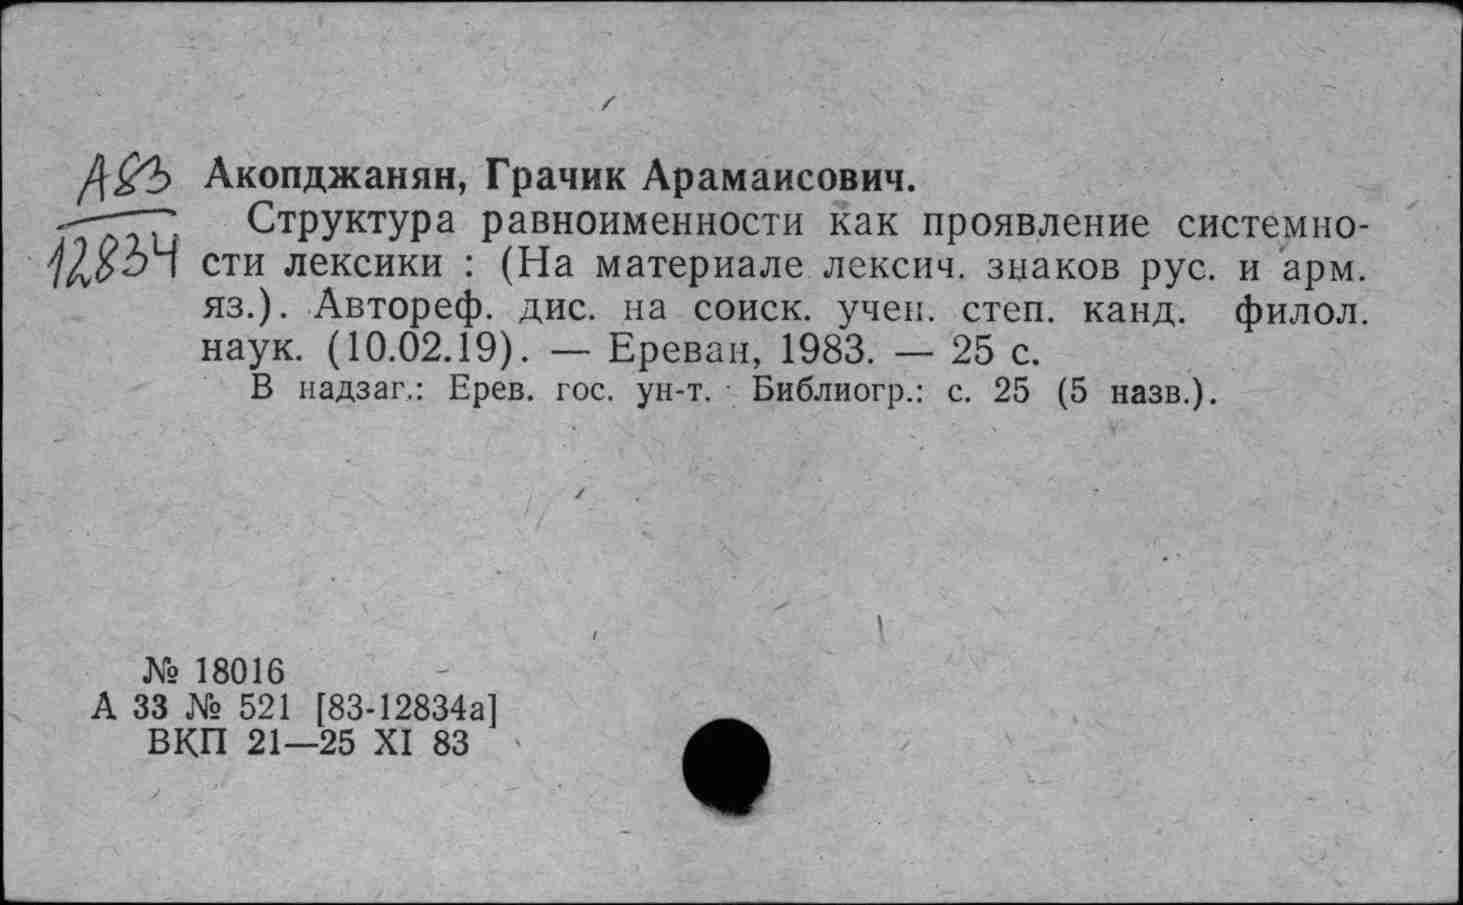 А83
12834
Акопджанян, Грачик Арамаисович.
Структура равноименности как проявление системно-
сти лексики : (На материале лексич. знаков рус. и арм.
яз.). Автореф. дис. на соиск. учен. степ. канд. филол.
наук. (10.02.19). — Ереван, 1983. — 25 с.
В надзаг.: Ерев. гос. ун-т. Библиогр.: с. 25 (5 назв.).
№ 18016
А 33 № 521 [83-12834а]
ВКП 21—25 XI 83